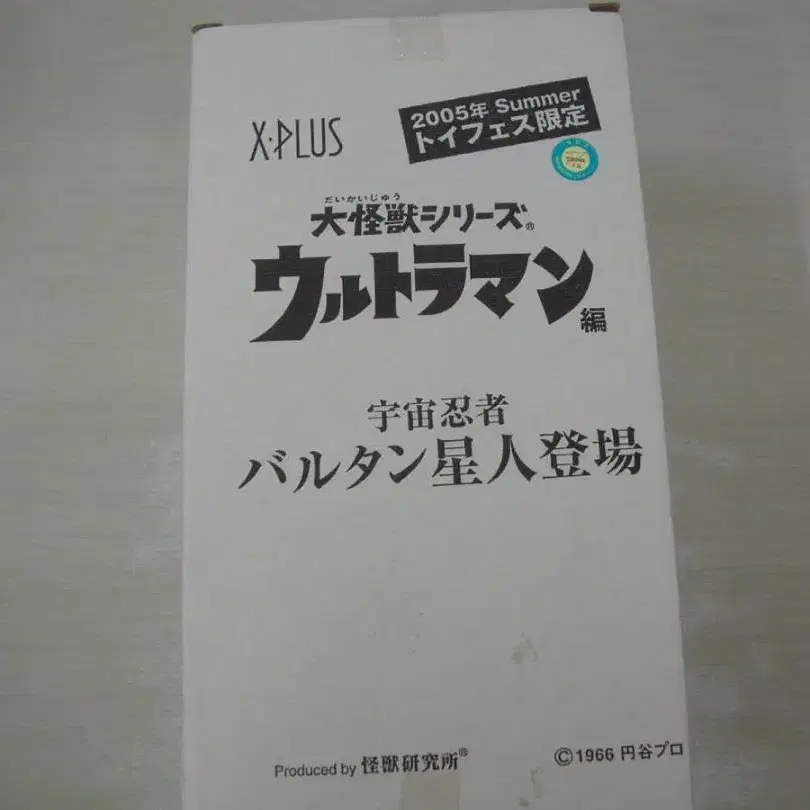 X·PLUS
2005年 Summer
トイフェス限定
だいかいじゅう
大怪獣シリーズ®
ウルトラマン編
宇宙忍者
バルタン星人登場
Produced by 怪獣研究所®
©1966 円谷プロ